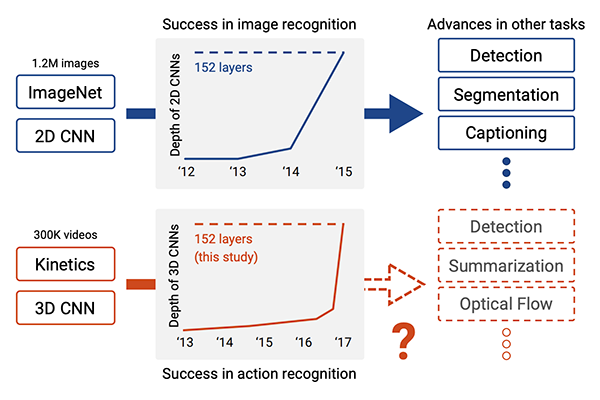 Success in image recognition
Advances in other tasks
1.2M images
ImageNet
2D CNN
Depth of 2D CNNs
152 layers
‘12 ‘13 ‘14 ‘15
Detection
Segmentation
Captioning
300K videos
Kinetics
3D CNN
Depth of 3D CNNs
152 layers
(this study)
‘13 ‘14 ‘15 ‘16 ‘17
Success in action recognition
?
Detection
Summarization
Optical Flow